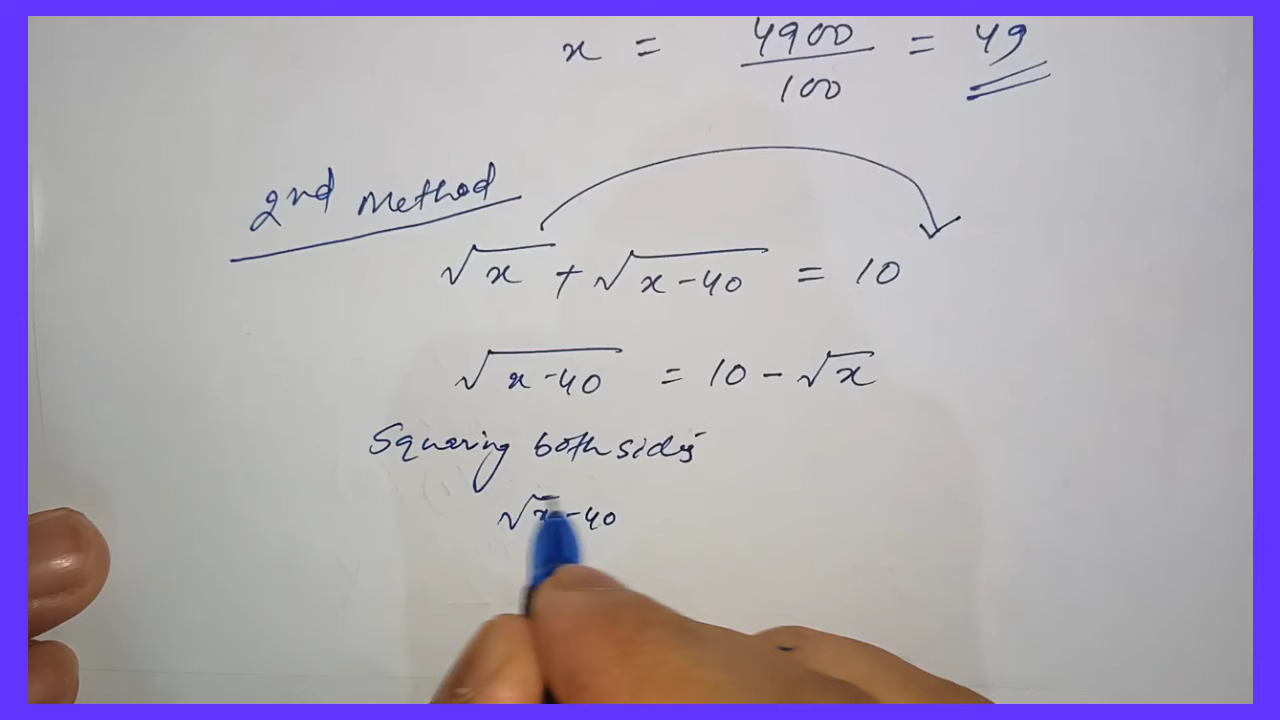 x = 4900/100 = 49
2nd Method
√x + √(x-40) = 10
√(x-40) = 10 - √x
Squaring both sides
√x -40